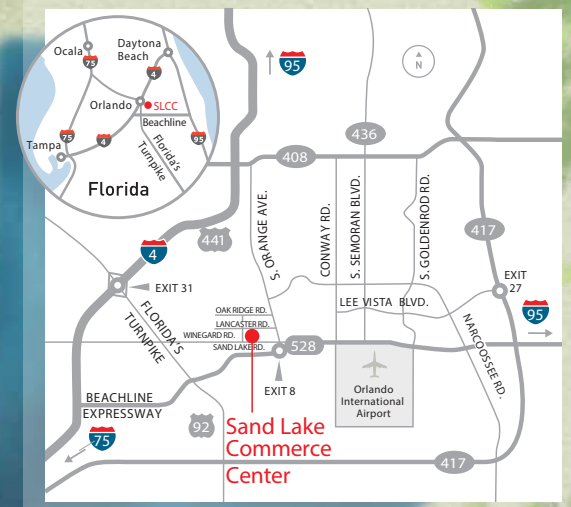 Ocala
75
Daytona
Beach
4
Orlando
SLCC
Beachline
75
4
95
Tampa
Florida's
Turnpike
Florida
95
N
436
408
S. ORANGE AVE.
CONWAY RD.
S. SEMORAN BLVD.
S. GOLDENROD RD.
417
441
4
EXIT 31
EXIT
27
LEE VISTA BLVD.
95
FLORIDA'S
TURNPIKE
OAK RIDGE RD.
LANCASTER RD.
WINEGARD RD.
SAND LAKE RD.
528
NARCOOSSEE RD.
EXIT 8
Orlando
International
Airport
BEACHLINE
EXPRESSWAY
92
75
Sand Lake
Commerce
Center
417